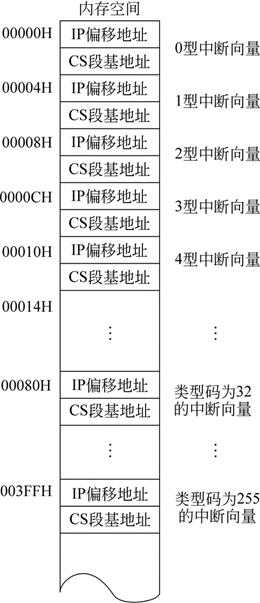 内存空间
00000H IP偏移地址
CS段基地址 0型中断向量
00004H IP偏移地址
CS段基地址 1型中断向量
00008H IP偏移地址
CS段基地址 2型中断向量
0000CH IP偏移地址
CS段基地址 3型中断向量
00010H IP偏移地址
CS段基地址 4型中断向量
00014H
⋮ ⋮
00080H IP偏移地址 类型码为32
CS段基地址 的中断向量
⋮ ⋮
003FFH IP偏移地址 类型码为255
CS段基地址 的中断向量